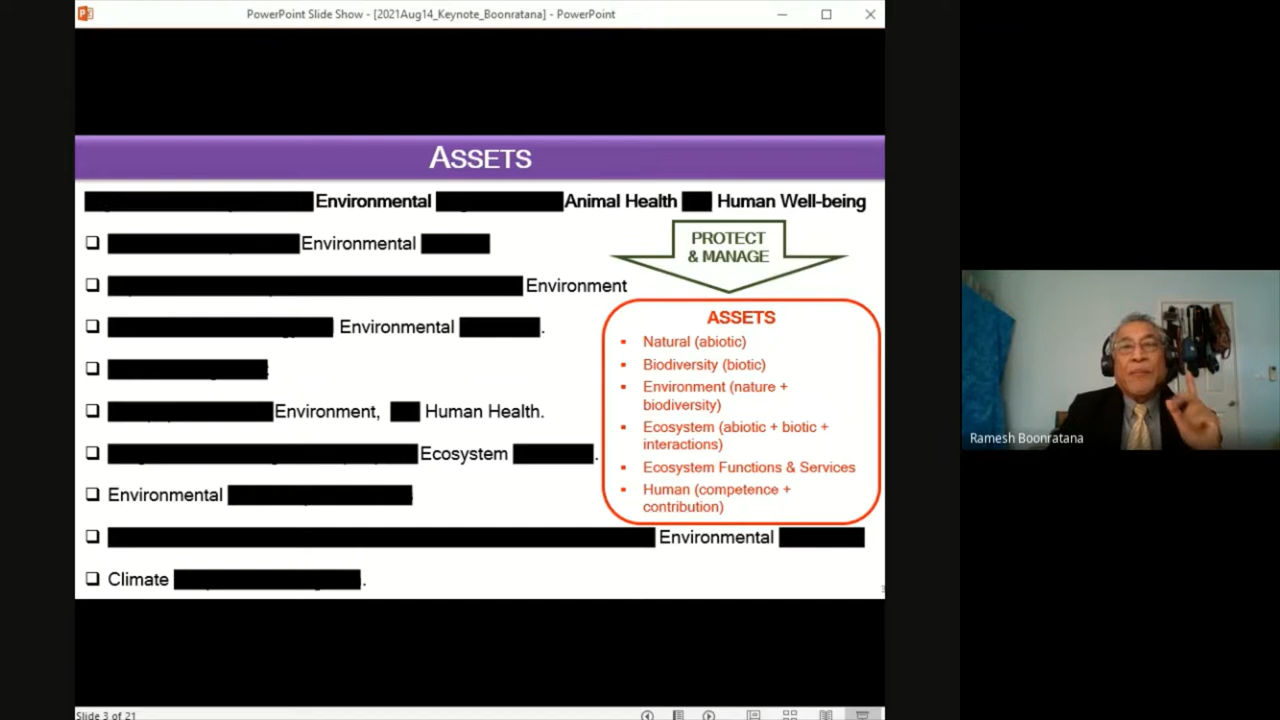 PowerPoint Slide Show - [2021Aug14_Keynote_Boonratana] - PowerPoint
ASSETS
Environmental Animal Health Human Well-being
Environmental
Environment
Environmental .
Environment, Human Health.
Ecosystem .
Environmental
Environmental
Climate .
PROTECT
& MANAGE
ASSETS
▪ Natural (abiotic)
▪ Biodiversity (biotic)
▪ Environment (nature +
biodiversity)
▪ Ecosystem (abiotic + biotic +
interactions)
▪ Ecosystem Functions & Services
▪ Human (competence +
contribution)
Ramesh Boonratana
Slide 3 of 21